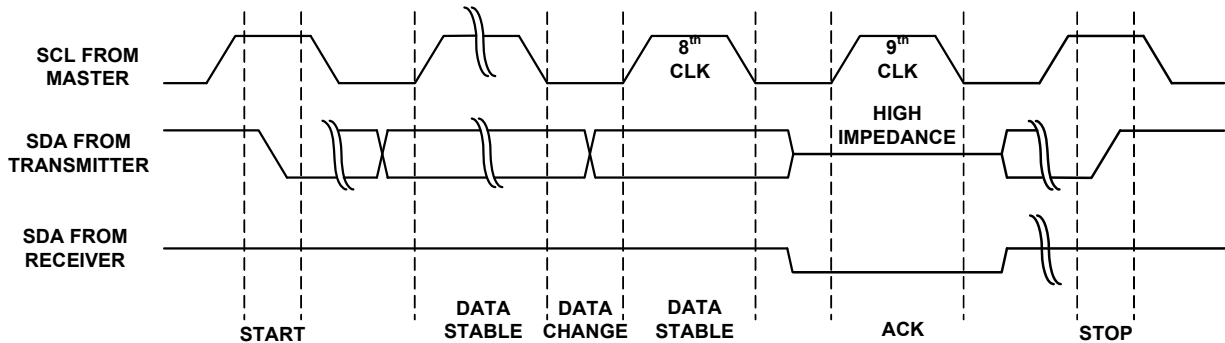 SCL FROM
MASTER
8th
CLK
9th
CLK
SDA FROM
TRANSMITTER
HIGH
IMPEDANCE
SDA FROM
RECEIVER
START
DATA
STABLE
DATA
CHANGE
DATA
STABLE
ACK
STOP